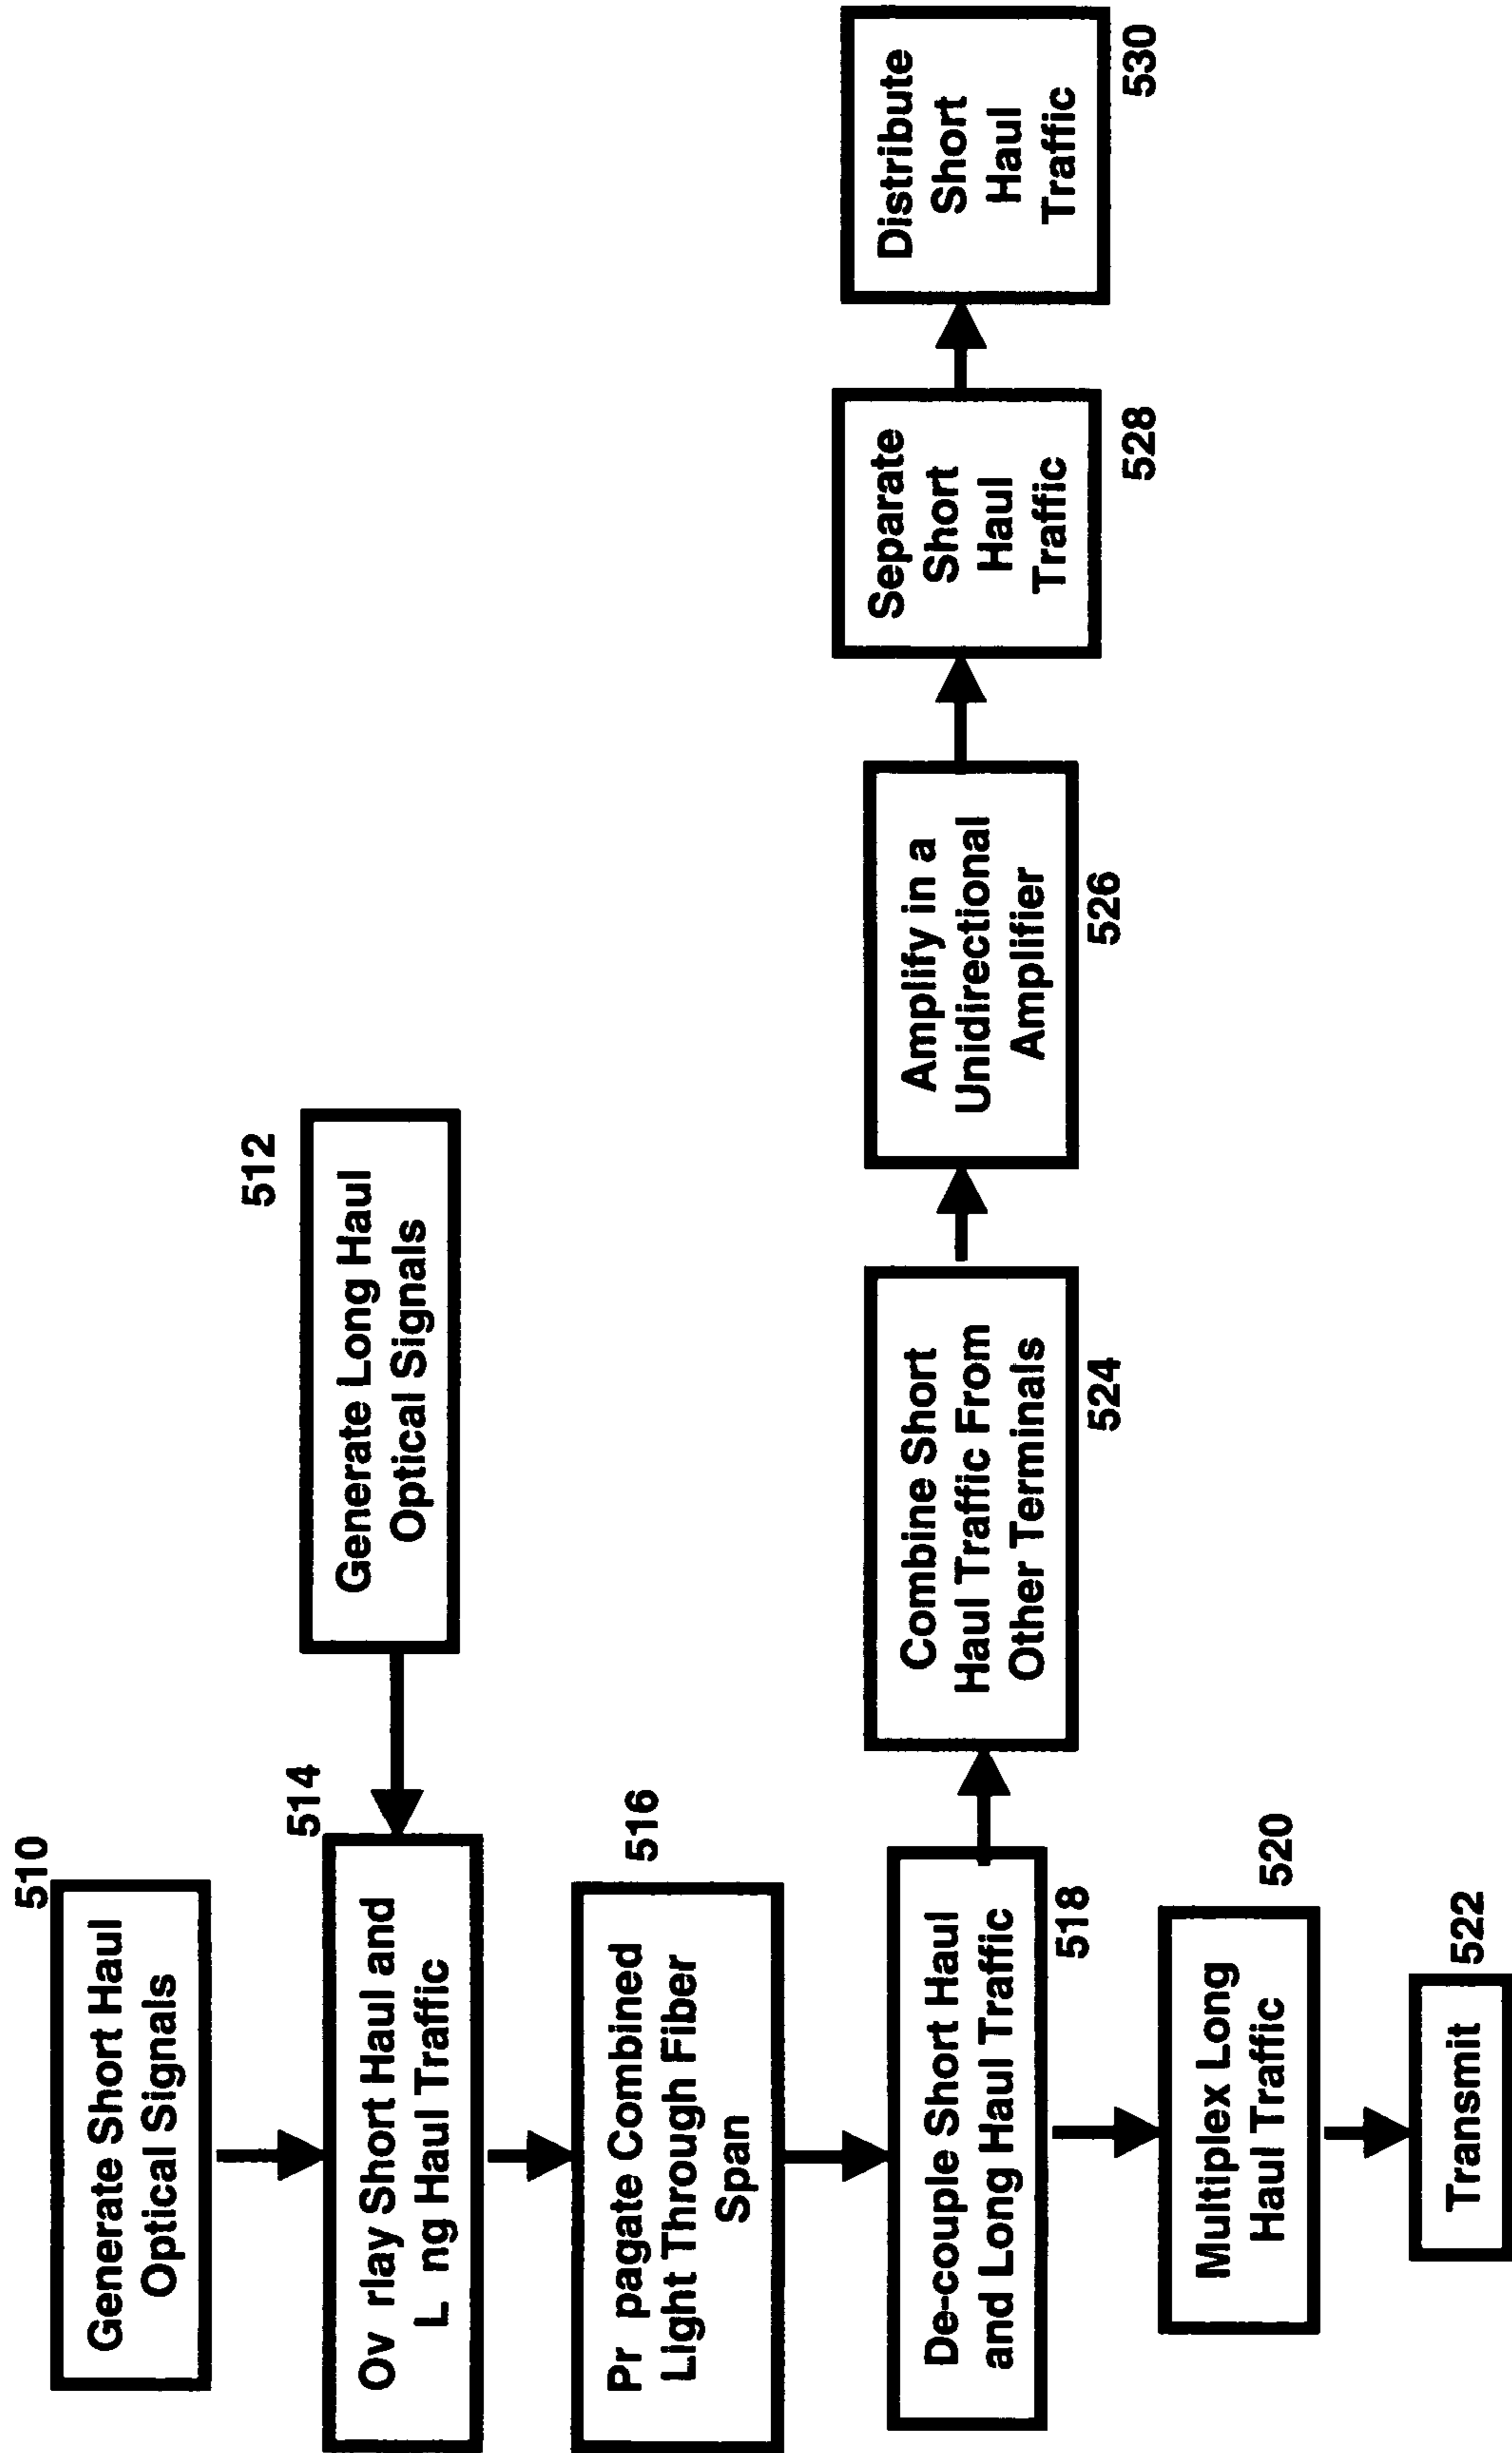 510
Generate Short Haul
Optical Signals
512
Generate Long Haul
Optical Signals
514
Ov rlay Short Haul and
L ng Haul Traffic
516
Pr pagate Combined
Light Through Fiber
Span
De-couple Short Haul
and Long Haul Traffic
518
Multiplex Long
Haul Traffic
520
Transmit
522
Combine Short
Haul Traffic From
Other Terminals
524
Amplify in a
Unidirectional
Amplifier
526
Separate
Short
Haul
Traffic
528
Distribute
Short
Haul
Traffic
530